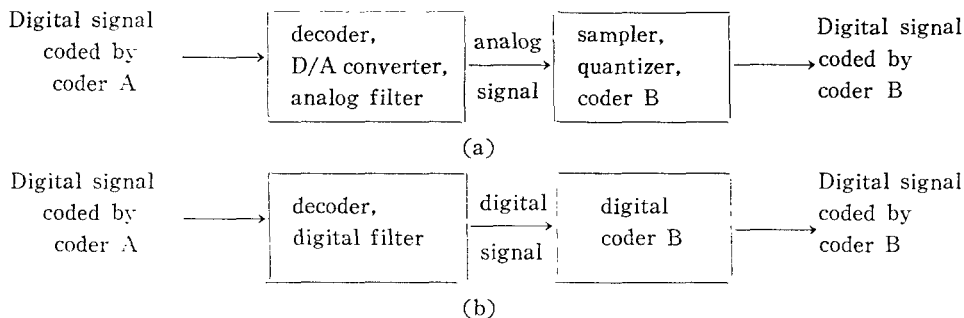 Digital signal
coded by
coder A
decoder,
D/A converter,
analog filter
analog
signal
sampler,
quantizer,
coder B
Digital signal
coded by
coder B
(a)
Digital signal
coded by
coder A
decoder,
digital filter
digital
signal
digital
coder B
Digital signal
coded by
coder B
(b)